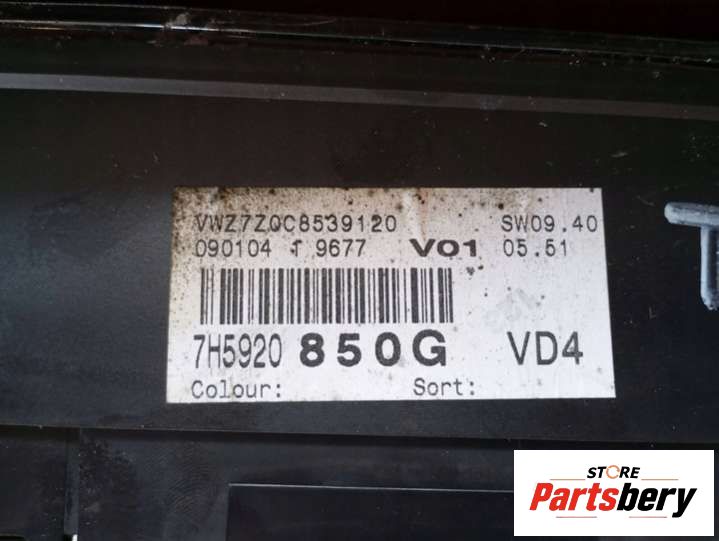 VWZ7Z0C8539120 SW09.40
090104 T 9677 V01 05.51
7H5920 850G VD4
Colour: Sort:
STORE
Partsbery